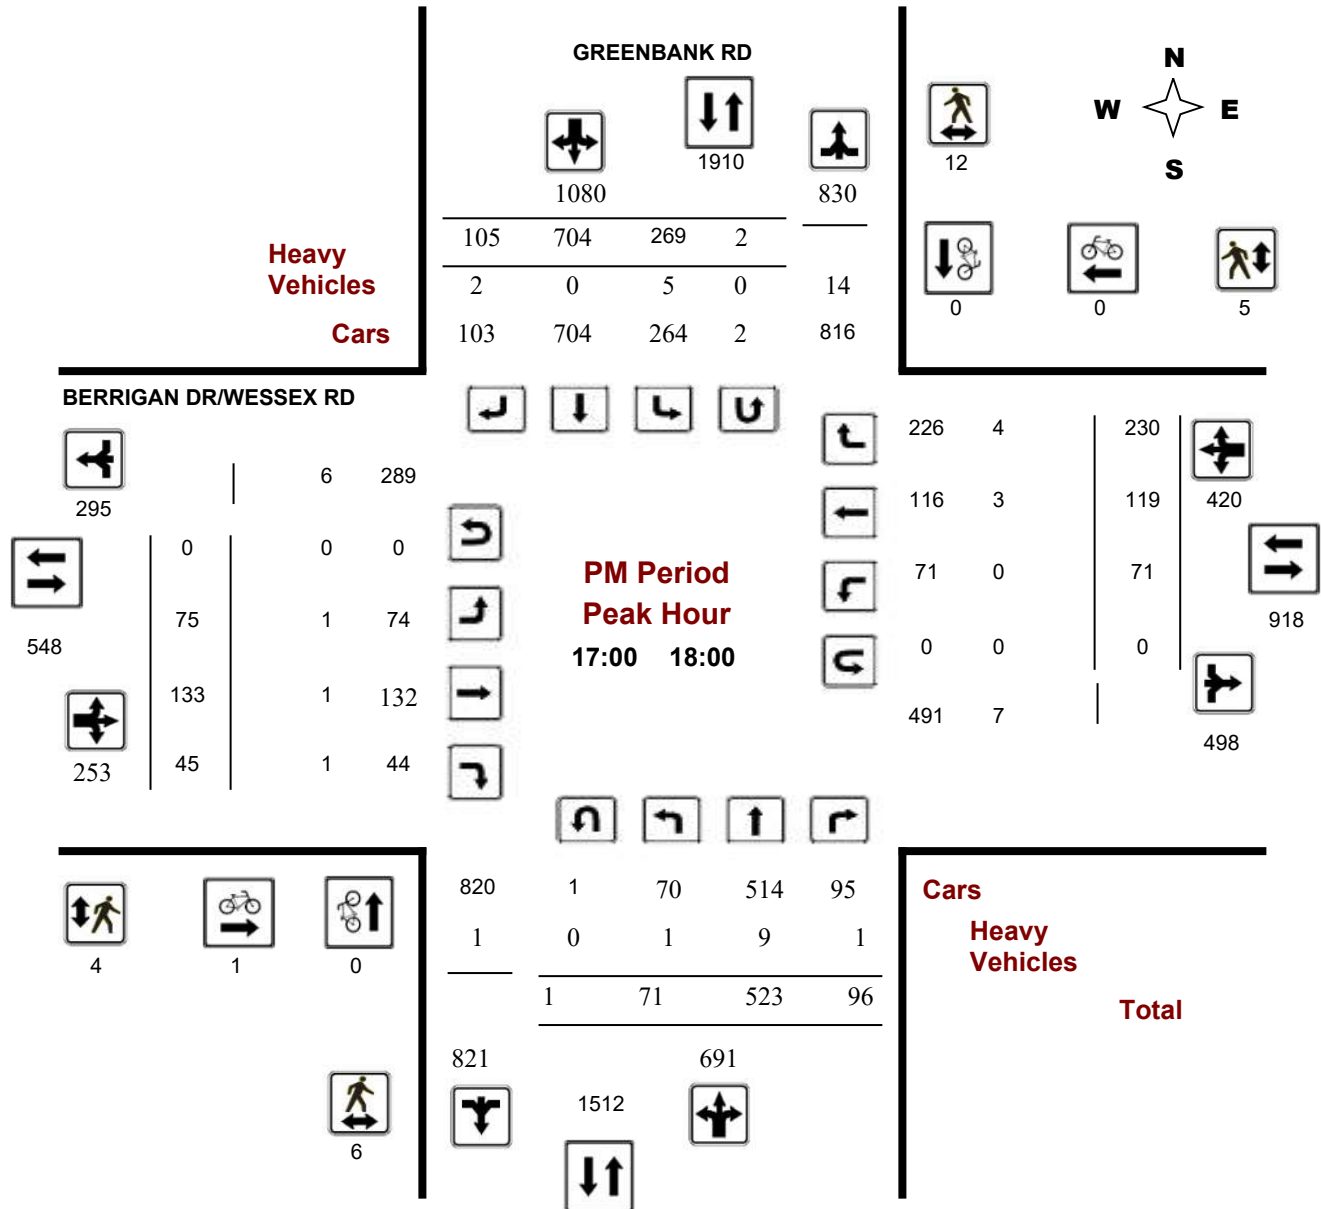 GREENBANK RD
N
W E
S
1910
12
1080 830
105 704 269 2
Heavy
Vehicles
2 0 5 0 14
0 0 5
Cars
103 704 264 2 816
BERRIGAN DR/WESSEX RD
226 4 230
6 289
295
116 3 119 420
0 0 0
PM Period
71 0 71
Peak Hour
75 1 74
918
548
17:00 18:00
0 0 0
133 1 132
491 7
498
253 45 1 44
820 1 70 514 95
Cars
1 0 1 9 1
Heavy
Vehicles
4 1 0
1 71 523 96
Total
821 691
1512
6